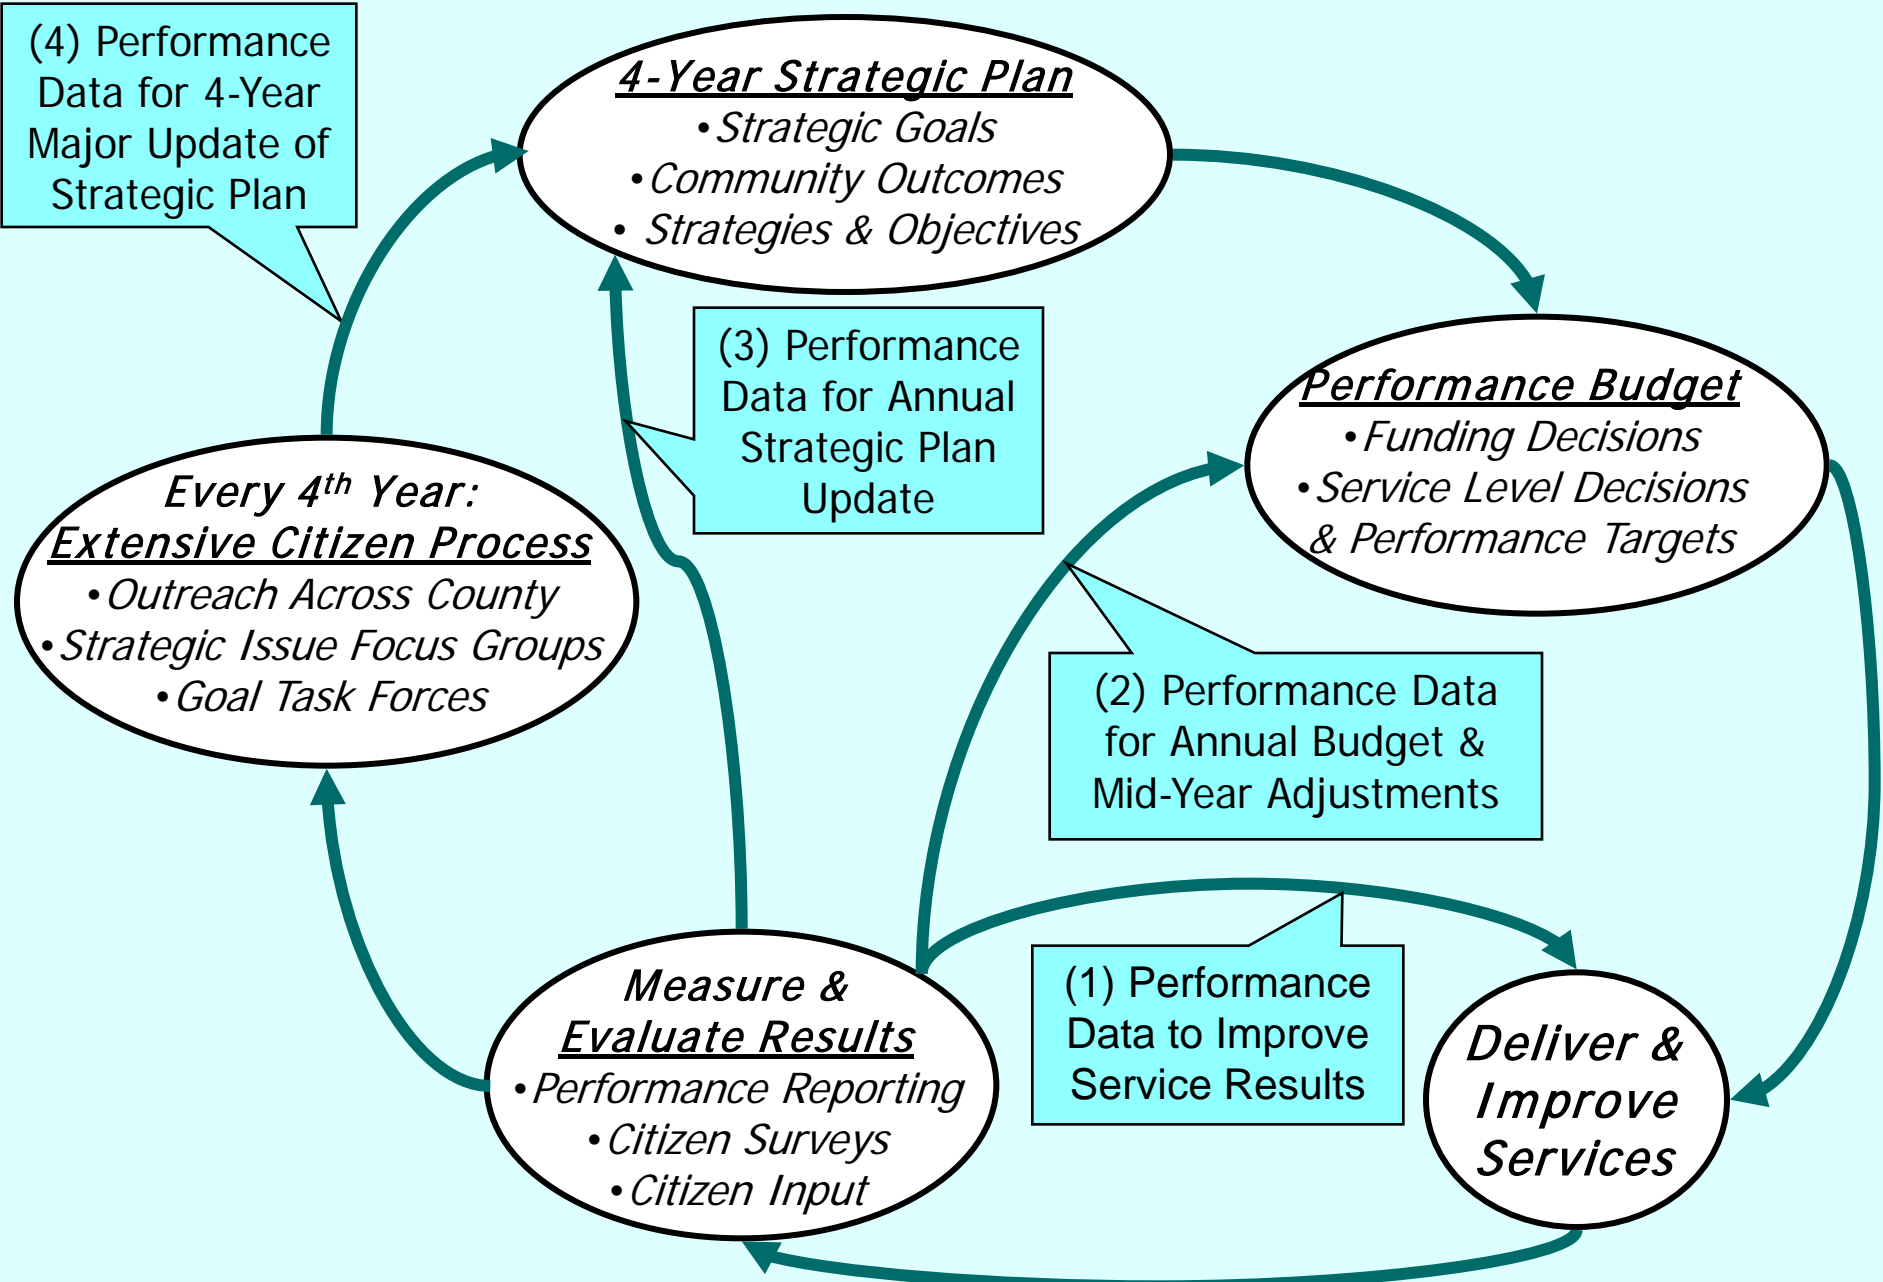 (4) Performance
Data for 4-Year
Major Update of
Strategic Plan
4-Year Strategic Plan
•Strategic Goals
•Community Outcomes
• Strategies & Objectives
(3) Performance
Data for Annual
Strategic Plan
Update
Performance Budget
•Funding Decisions
•Service Level Decisions
& Performance Targets
Every 4th Year:
Extensive Citizen Process
•Outreach Across County
•Strategic Issue Focus Groups
•Goal Task Forces
(2) Performance Data
for Annual Budget &
Mid-Year Adjustments
Measure &
Evaluate Results
•Performance Reporting
•Citizen Surveys
•Citizen Input
(1) Performance
Data to Improve
Service Results
Deliver &
Improve
Services